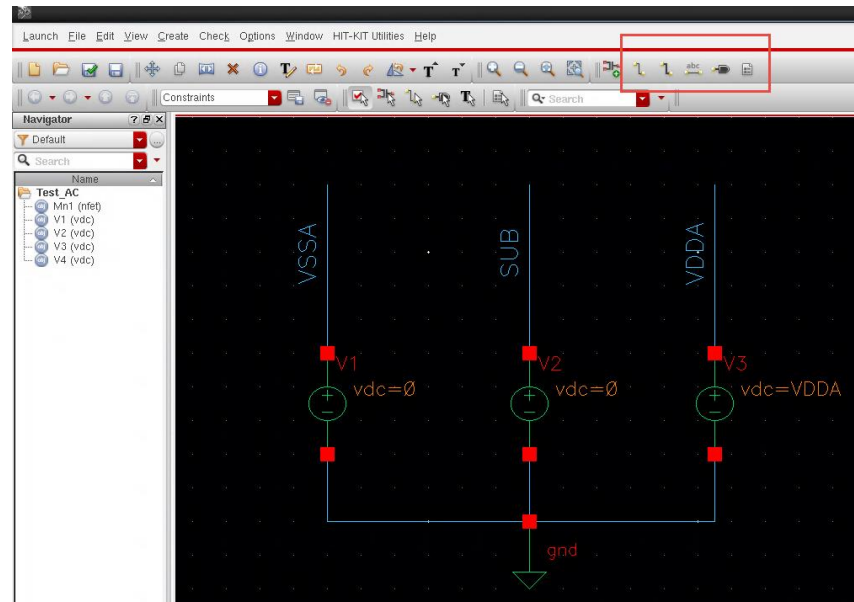 Launch File Edit View Create Check Options Window HIT-KIT Utilities Help
abc
Constraints
Search
Navigator
Default
Search
Name
Test_AC
Mn1 (nfet)
V1 (vdc)
V2 (vdc)
V3 (vdc)
V4 (vdc)
VSSA
SUB
VDDA
V1
vdc=Ø
V2
vdc=Ø
V3
vdc=VDDA
gnd